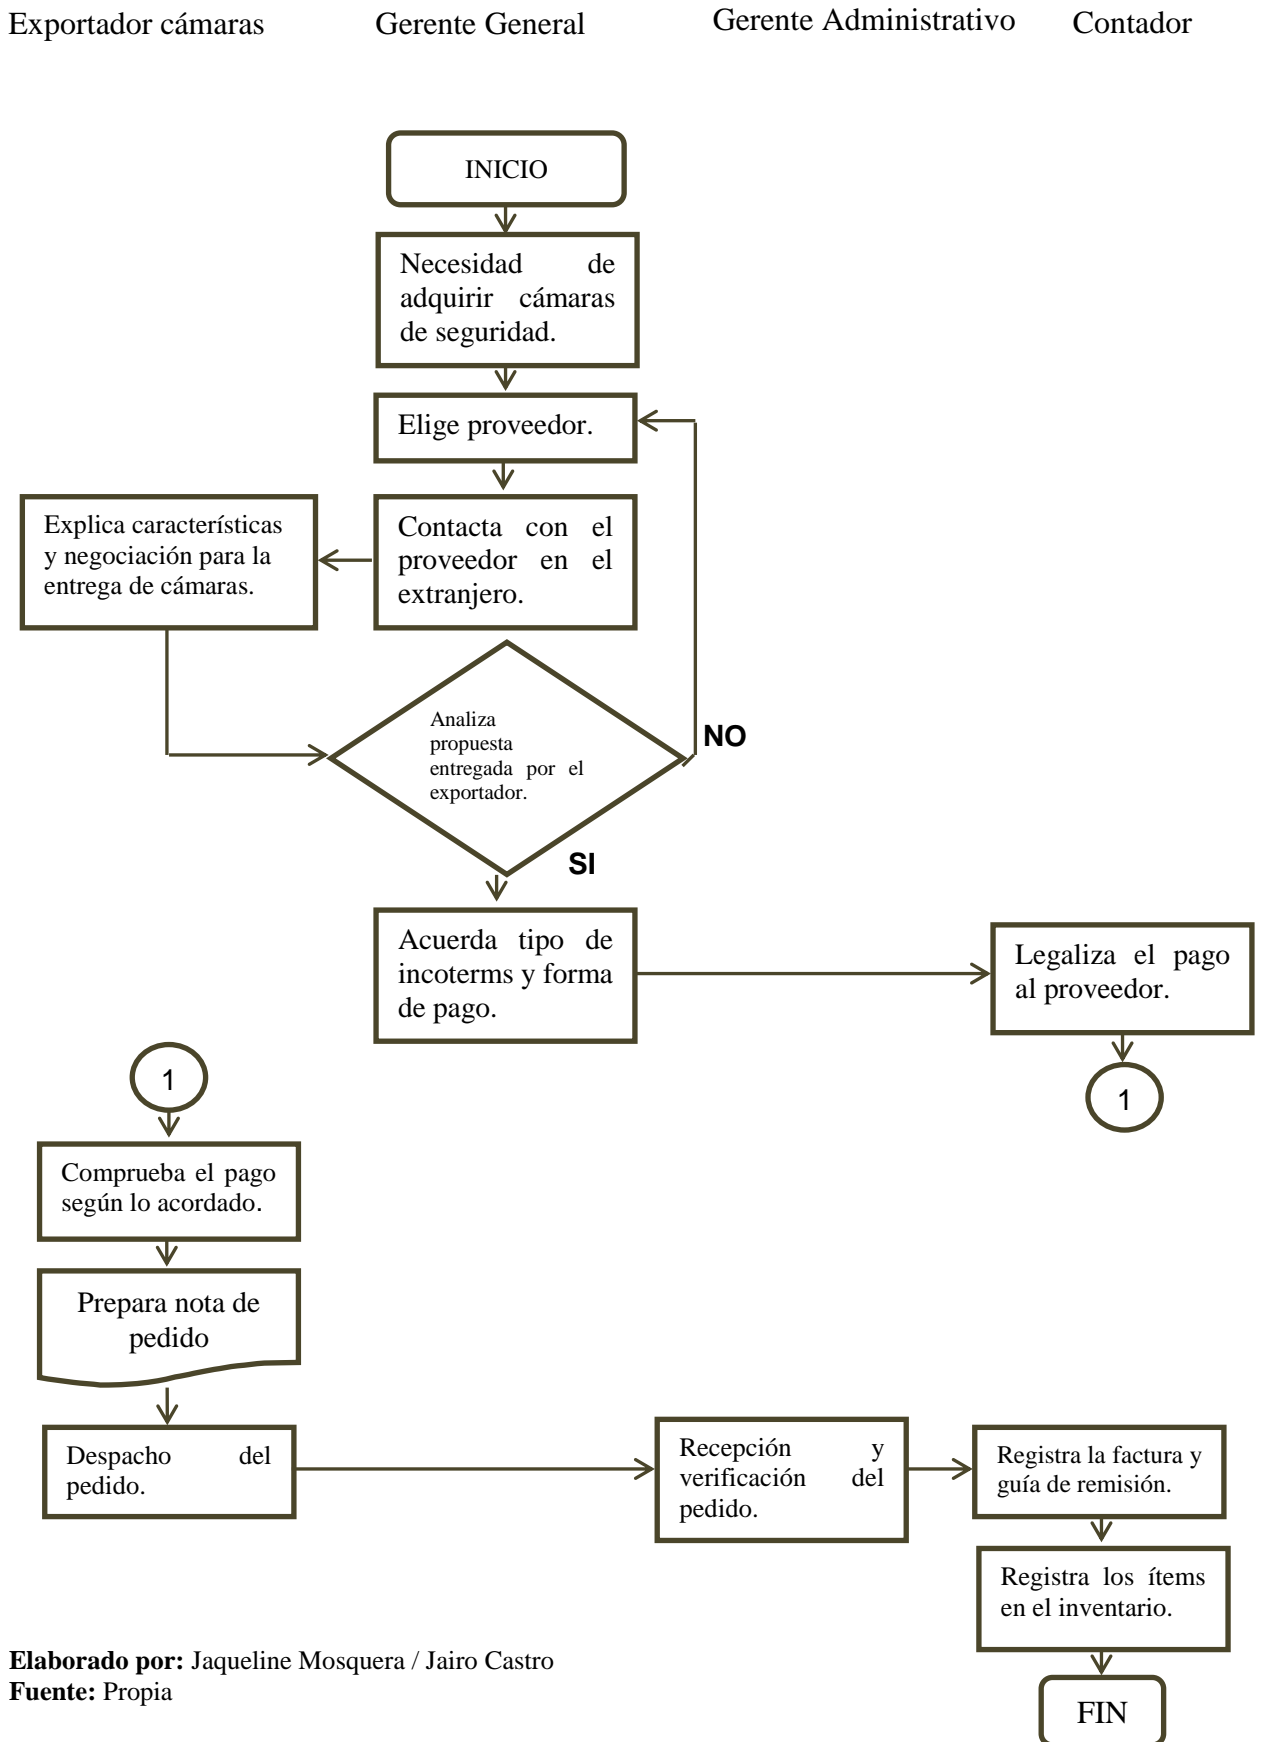 Exportador cámaras Gerente General Gerente Administrativo Contador
INICIO
Necesidad de
adquirir cámaras
de seguridad.
Elige proveedor.
Explica características
y negociación para la
entrega de cámaras.
Contacta con el
proveedor en el
extranjero.
Analiza
propuesta
entregada por el
exportador.
NO
SI
Acuerda tipo de
incoterms y forma
de pago.
Legaliza el pago
al proveedor.
1
1
Comprueba el pago
según lo acordado.
Prepara nota de
pedido
Despacho del
pedido.
Recepción y
verificación del
pedido.
Registra la factura y
guía de remisión.
Registra los ítems
en el inventario.
FIN
Elaborado por: Jaqueline Mosquera / Jairo Castro
Fuente: Propia